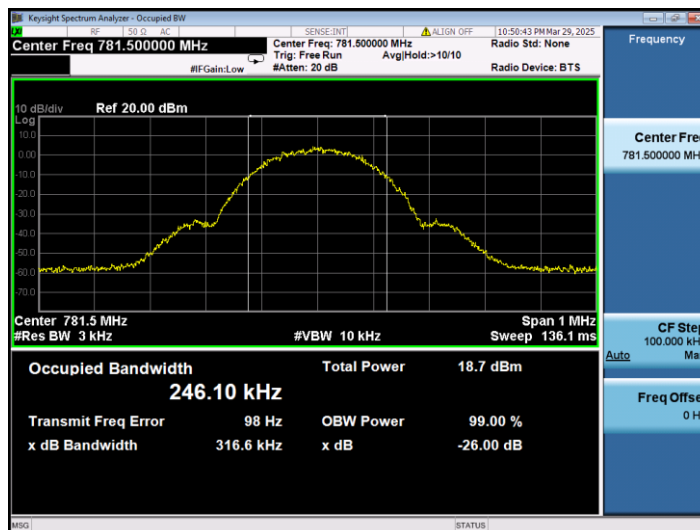 Keysight Spectrum Analyzer - Occupied BW
RF 50 Ω AC SENSE:INT ALIGN OFF 10:50:43 PM Mar 29, 2025
Center Freq 781.500000 MHz
Center Freq: 781.500000 MHz
Radio Std: None
Trig: Free Run Avg|Hold:>10/10
#IFGain:Low
#Atten: 20 dB
Radio Device: BTS
Frequency
10 dB/div Ref 20.00 dBm
Log
10.0
0.00
-10.0
-20.0
-30.0
-40.0
-50.0
-60.0
-70.0
Center 781.5 MHz Span 1 MHz
#Res BW 3 kHz #VBW 10 kHz Sweep 136.1 ms
Occupied Bandwidth Total Power 18.7 dBm
246.10 kHz
Transmit Freq Error 98 Hz OBW Power 99.00 %
x dB Bandwidth 316.6 kHz x dB -26.00 dB
Center Fre
781.500000 MH
CF Step
100.000 kH
Auto Ma
Freq Offse
0 H
MSG STATUS